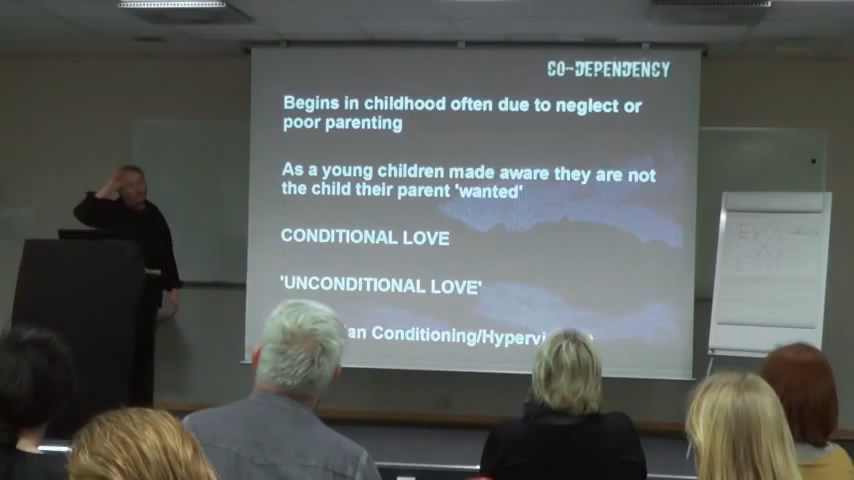 CO-DEPENDENCY
Begins in childhood often due to neglect or
poor parenting
As a young children made aware they are not
the child their parent 'wanted'
CONDITIONAL LOVE
'UNCONDITIONAL LOVE'
Conditioning/